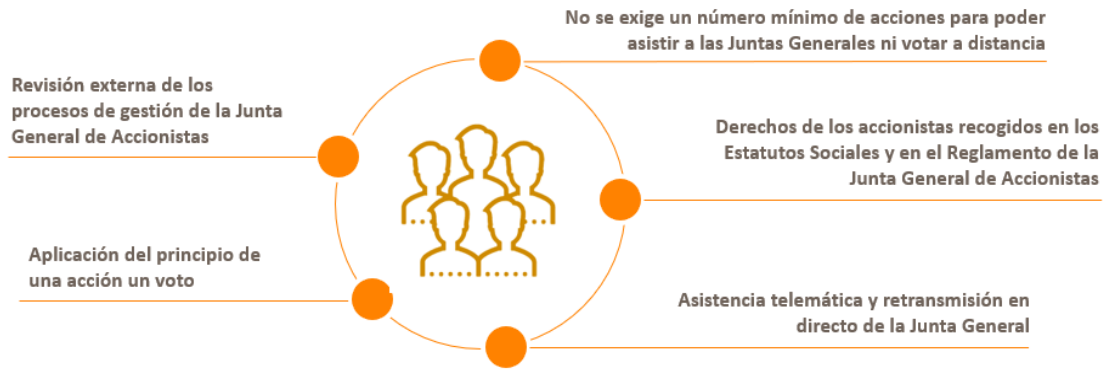 No se exige un número mínimo de acciones para poder
asistir a las Juntas Generales ni votar a distancia
Revisión externa de los
procesos de gestión de la Junta
General de Accionistas
Derechos de los accionistas recogidos en los
Estatutos Sociales y en el Reglamento de la
Junta General de Accionistas
Aplicación del principio de
una acción un voto
Asistencia telemática y retransmisión en
directo de la Junta General